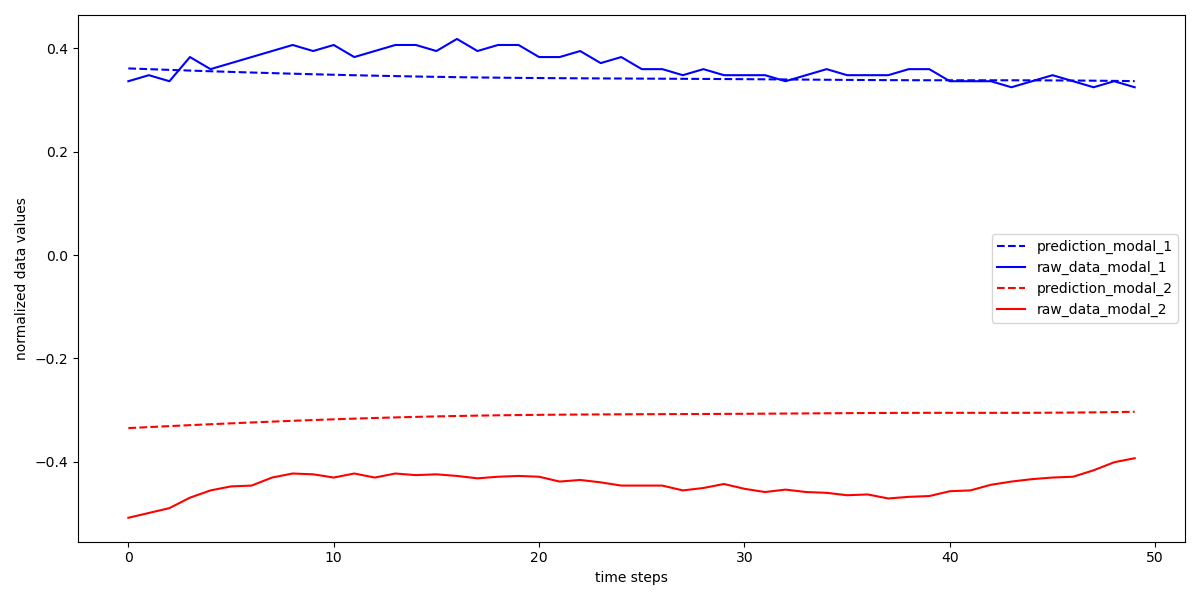 0.4
0.2
0.0
−0.2
−0.4
normalized data values
prediction_modal_1
raw_data_modal_1
prediction_modal_2
raw_data_modal_2
0 10 20 30 40 50
time steps